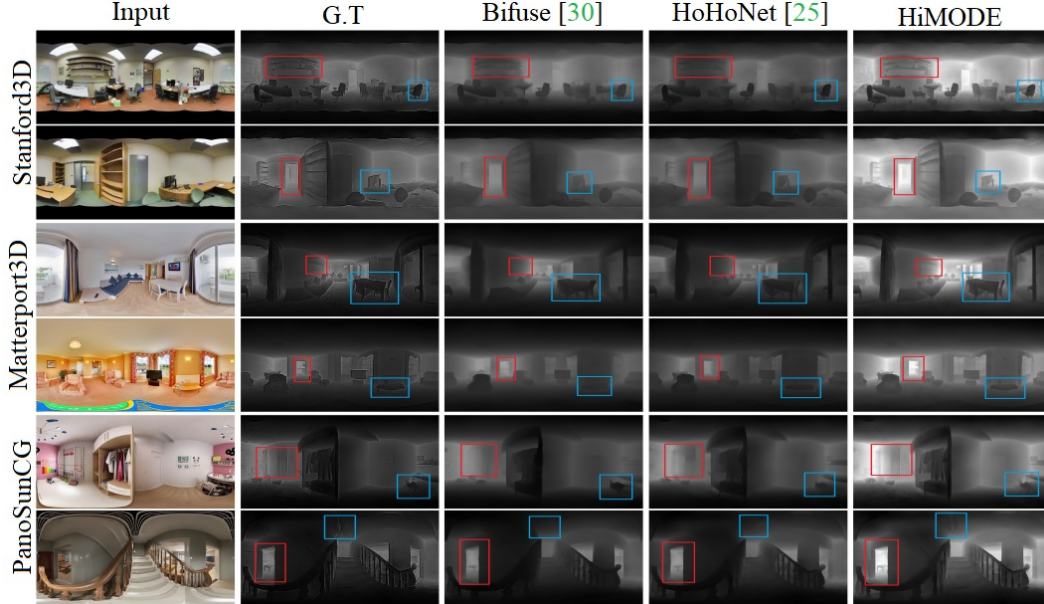 Input G.T Bifuse [30] HoHoNet [25] HiMODE
Stanford3D
Matterport3D
PanoSunCG